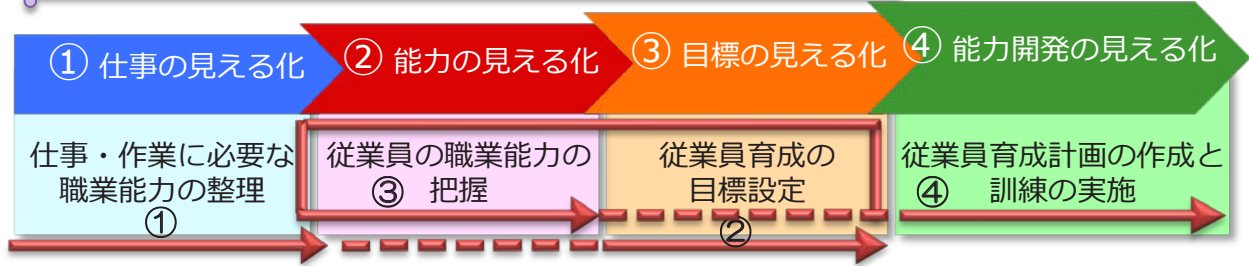 ① 仕事の見える化
② 能力の見える化
③ 目標の見える化
④ 能力開発の見える化
仕事・作業に必要な
職業能力の整理
①
従業員の職業能力の
③ 把握
従業員育成の
目標設定
②
従業員育成計画の作成と
④ 訓練の実施